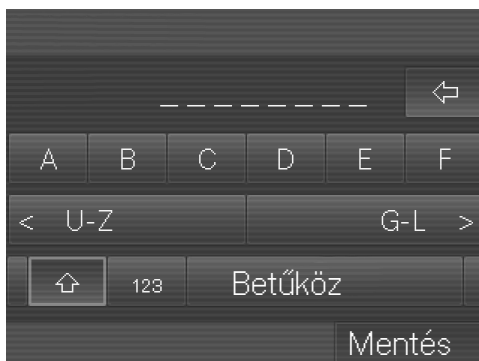 _ _ _ _ _ _ _ _
A B C D E F
< U-Z G-L >
123 Betűköz
Mentés